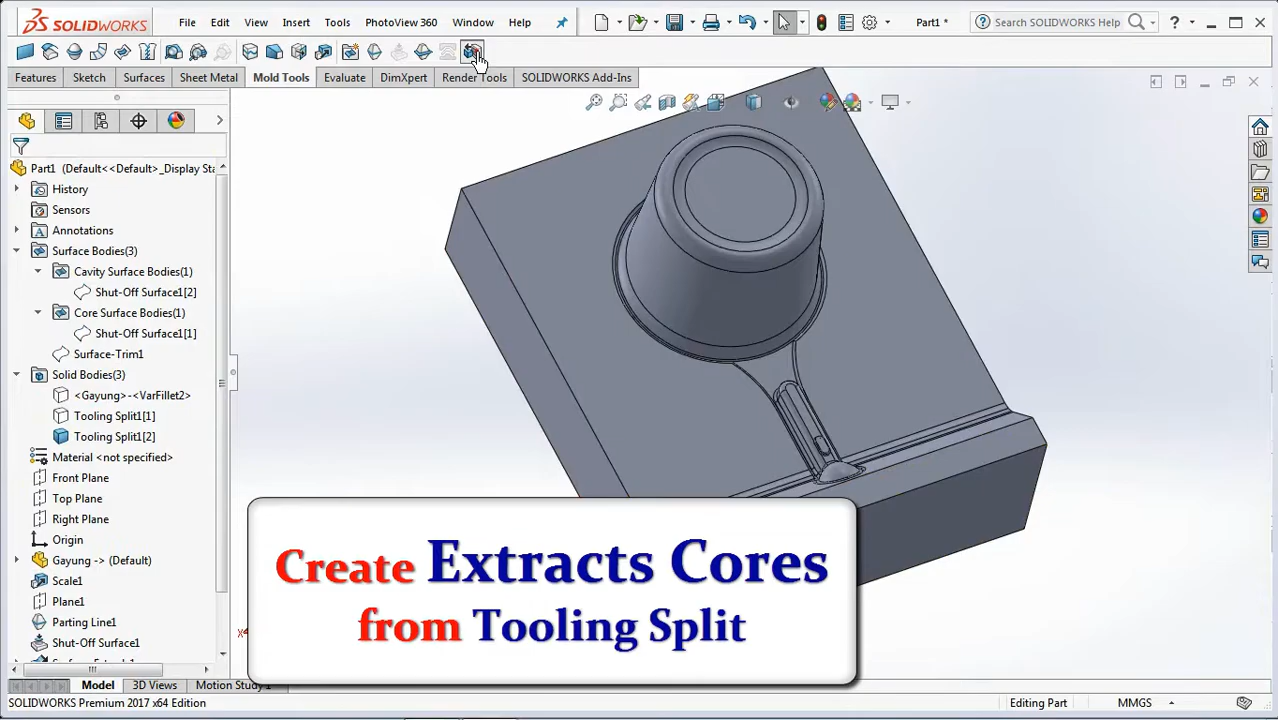 SOLIDWORKS
File Edit View Insert Tools PhotoView 360 Window Help
Part1 *
Search SOLIDWORKS Help
Features Sketch Surfaces Sheet Metal Mold Tools Evaluate DimXpert Render Tools SOLIDWORKS Add-Ins
Part1 (Default<<Default>_Display Sta
History
Sensors
Annotations
Surface Bodies(3)
Cavity Surface Bodies(1)
Shut-Off Surface1[2]
Core Surface Bodies(1)
Shut-Off Surface1[1]
Surface-Trim1
Solid Bodies(3)
<Gayung>-<VarFillet2>
Tooling Split1[1]
Tooling Split1[2]
Material <not specified>
Front Plane
Top Plane
Right Plane
Origin
Gayung -> (Default)
Scale1
Plane1
Parting Line1
Shut-Off Surface1
Create Extracts Cores
from Tooling Split
Model 3D Views Motion Study 1
SOLIDWORKS Premium 2017 x64 Edition
Editing Part
MMGS